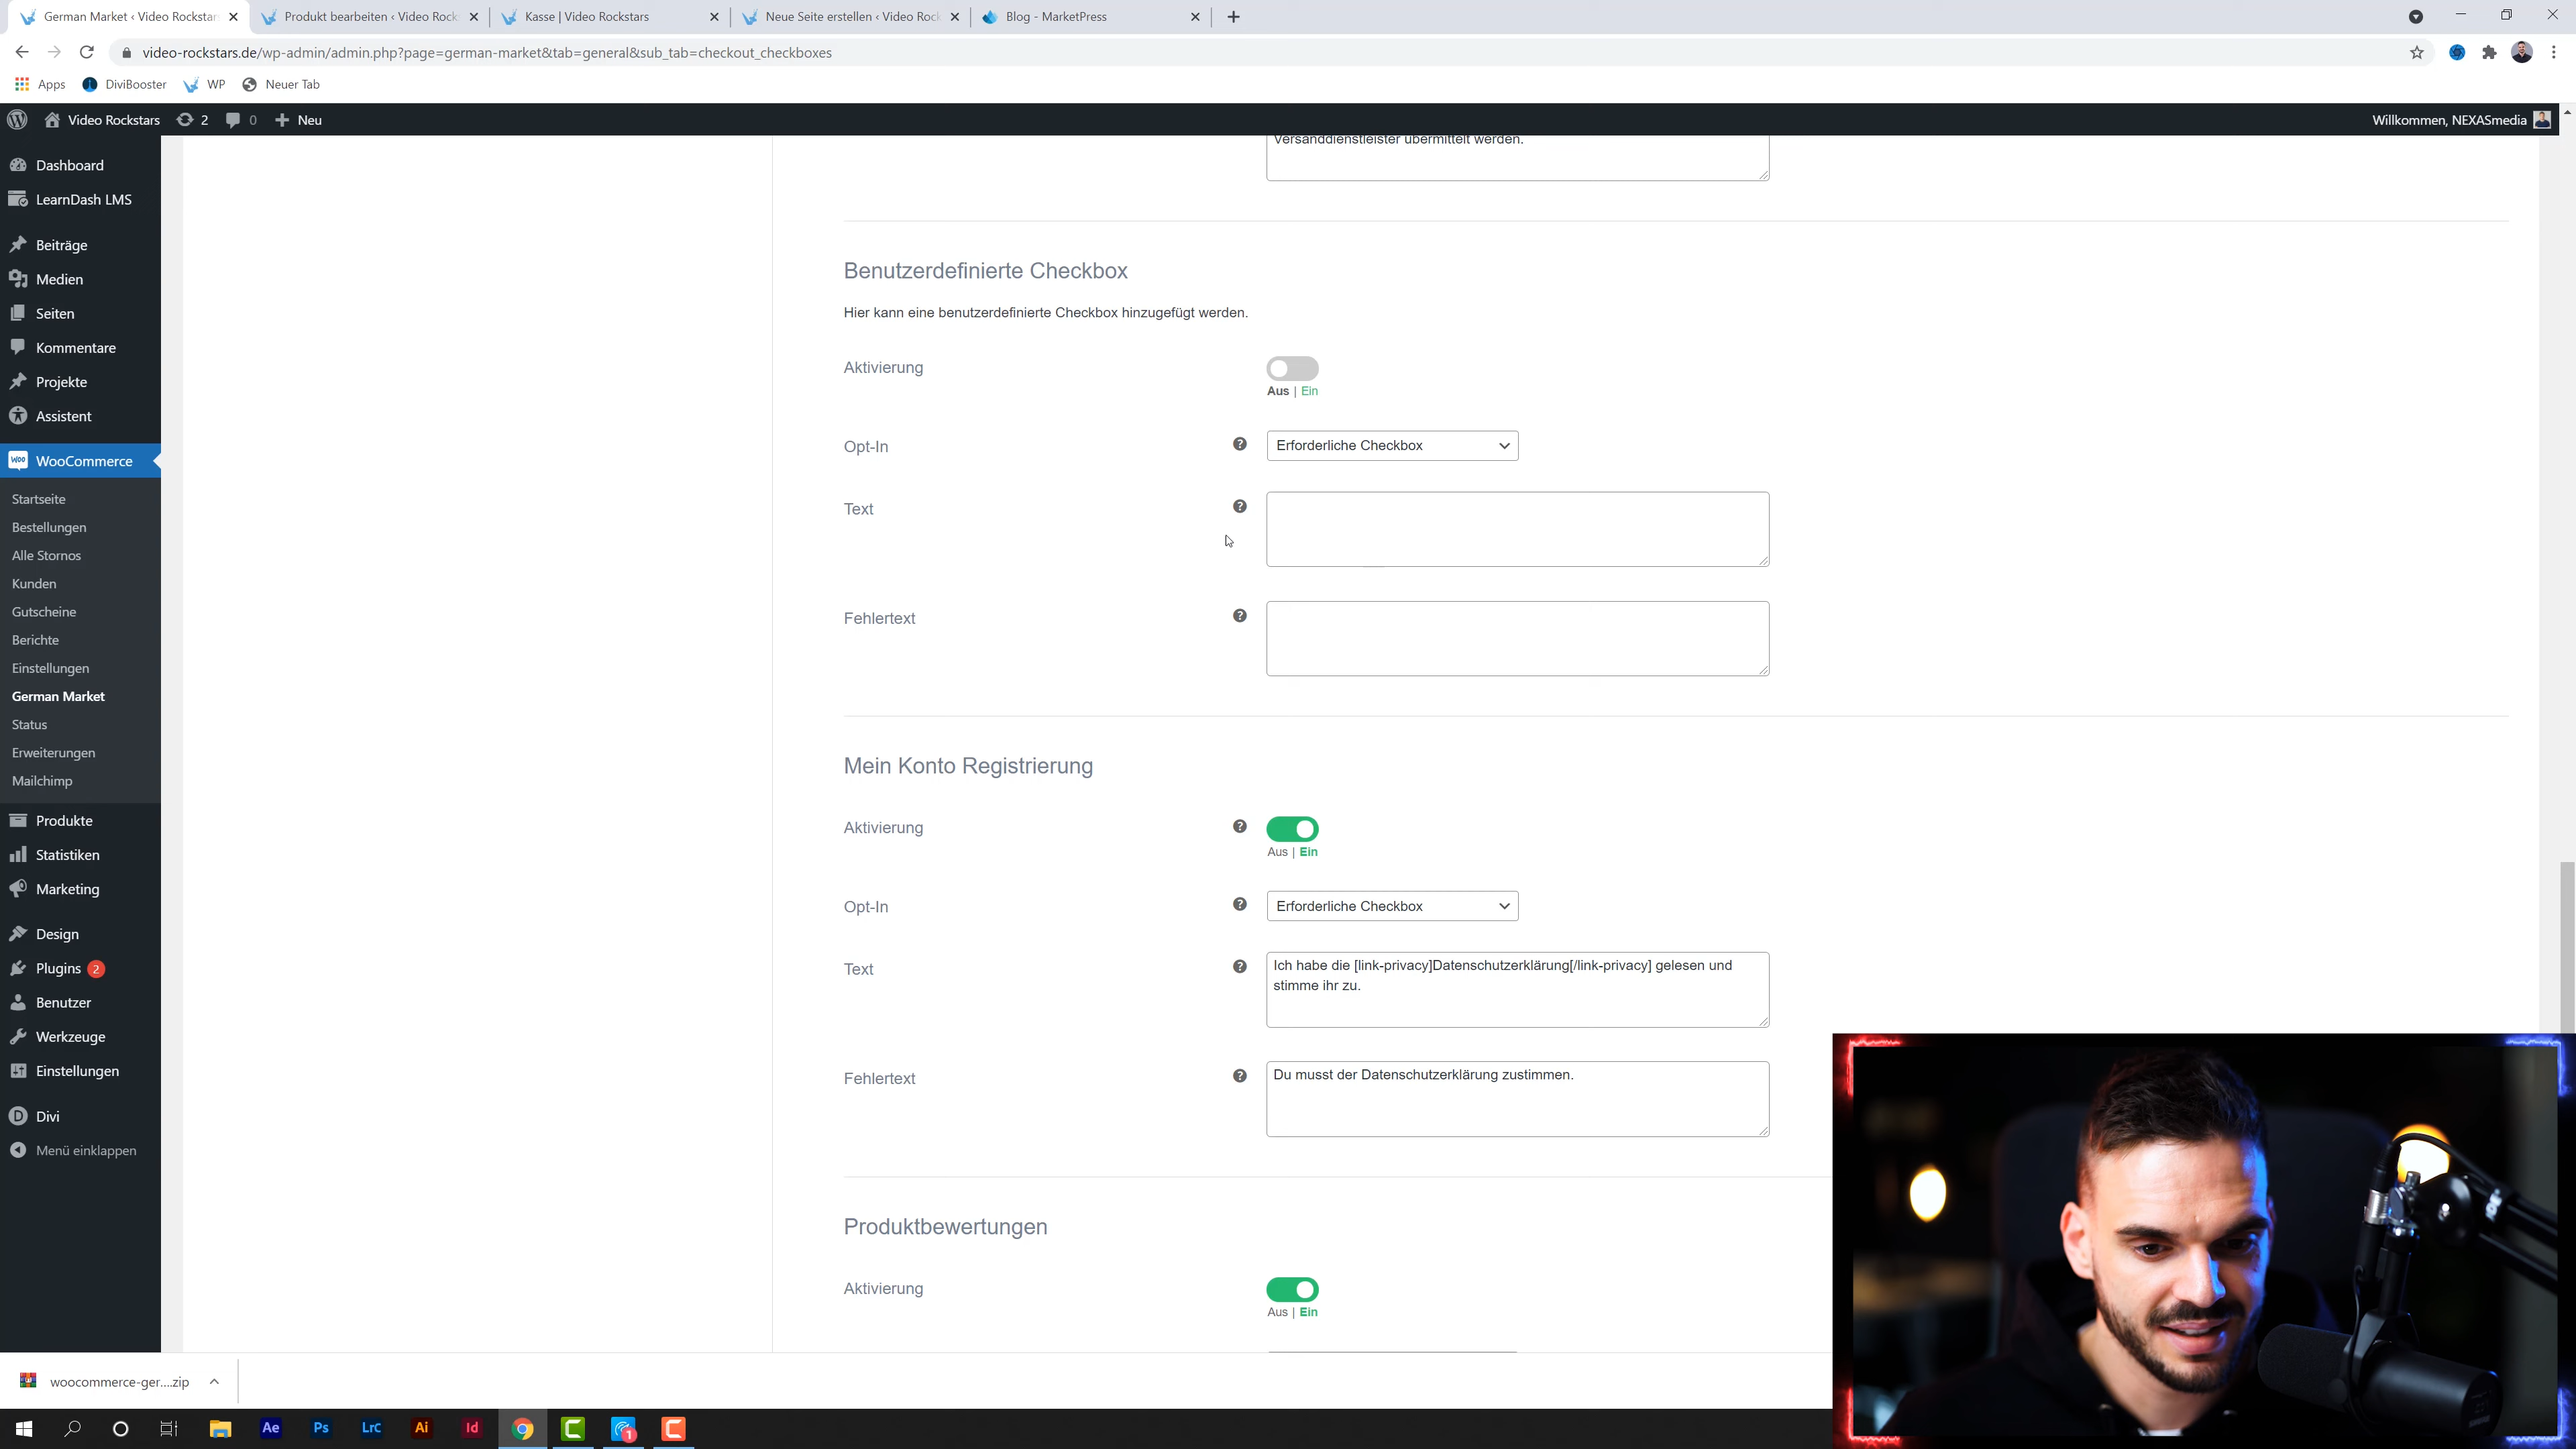 German Market ‹ Video Rockstar
Produkt bearbeiten ‹ Video Rock
Kasse | Video Rockstars
Neue Seite erstellen ‹ Video Rock
Blog - MarketPress
video-rockstars.de/wp-admin/admin.php?page=german-market&tab=general&sub_tab=checkout_checkboxes
Apps
DiviBooster
WP
Neuer Tab
Video Rockstars
2
0
Neu
Willkommen, NEXASmedia
Dashboard
LearnDash LMS
Beiträge
Medien
Seiten
Kommentare
Projekte
Assistent
WooCommerce
Startseite
Bestellungen
Alle Stornos
Kunden
Gutscheine
Berichte
Einstellungen
German Market
Status
Erweiterungen
Mailchimp
Produkte
Statistiken
Marketing
Design
Plugins 2
Benutzer
Werkzeuge
Einstellungen
Divi
Menü einklappen
Versanddienstleister übermittelt werden.
Benutzerdefinierte Checkbox
Hier kann eine benutzerdefinierte Checkbox hinzugefügt werden.
Aktivierung
Aus | Ein
Opt-In
Erforderliche Checkbox
Text
Fehlertext
Mein Konto Registrierung
Aktivierung
Aus | Ein
Opt-In
Erforderliche Checkbox
Text
Ich habe die [link-privacy]Datenschutzerklärung[/link-privacy] gelesen und
stimme ihr zu.
Fehlertext
Du musst der Datenschutzerklärung zustimmen.
Produktbewertungen
Aktivierung
Aus | Ein
woocommerce-ger....zip
Ae
Ps
LrC
Ai
Id
1